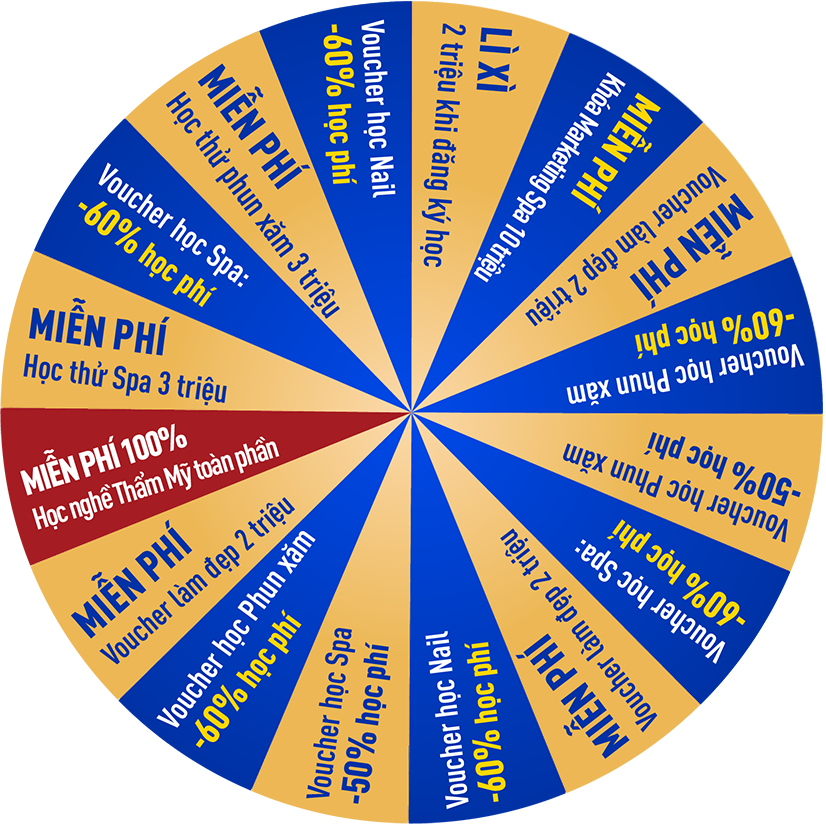 LÌ XÌ
2 triệu khi đăng ký học
MIỄN PHÍ
Khóa Marketing Spa 10 triệu
MIỄN PHÍ
Voucher làm đẹp 2 triệu
Voucher học Phun xăm
-60% học phí
Voucher học Phun xăm
-50% học phí
Voucher học Spa:
-60% học phí
MIỄN PHÍ
Voucher làm đẹp 2 triệu
Voucher học Nail
-60% học phí
Voucher học Spa
-50% học phí
Voucher học Phun xăm
-60% học phí
MIỄN PHÍ
Voucher làm đẹp 2 triệu
MIỄN PHÍ 100%
Học nghề Thẩm Mỹ toàn phần
MIỄN PHÍ
Học thử Spa 3 triệu
Voucher học Spa:
-60% học phí
MIỄN PHÍ
Học thử phun xăm 3 triệu
Voucher học Nail
-60% học phí